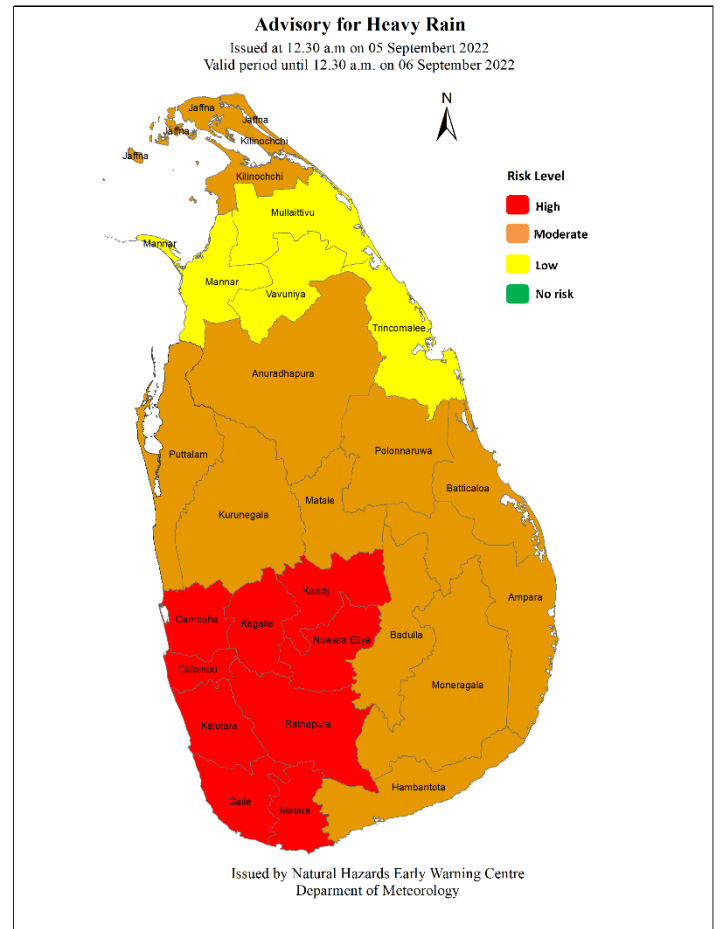 Advisory for Heavy Rain
Issued at 12.30 a.m on 05 Septembert 2022
Valid period until 12.30 a.m. on 06 September 2022
N
Jaffna
Jaffna
Jaffna
Kilinochchi
Jaffna
Kilinochchi
Risk Level
High
Moderate
Low
No risk
Mullaittivu
Mannar
Mannar
Vavuniya
Trincomalee
Anuradhapura
Puttalam
Polonnaruwa
Batticaloa
Kurunegala
Matale
Kandy
Ampara
Gampaha
Kegalle
Nuwara Eliya
Badulla
Colombo
Moneragala
Kalutara
Ratnapura
Hambantota
Galle
Matara
Issued by Natural Hazards Early Warning Centre
Deparment of Meteorology